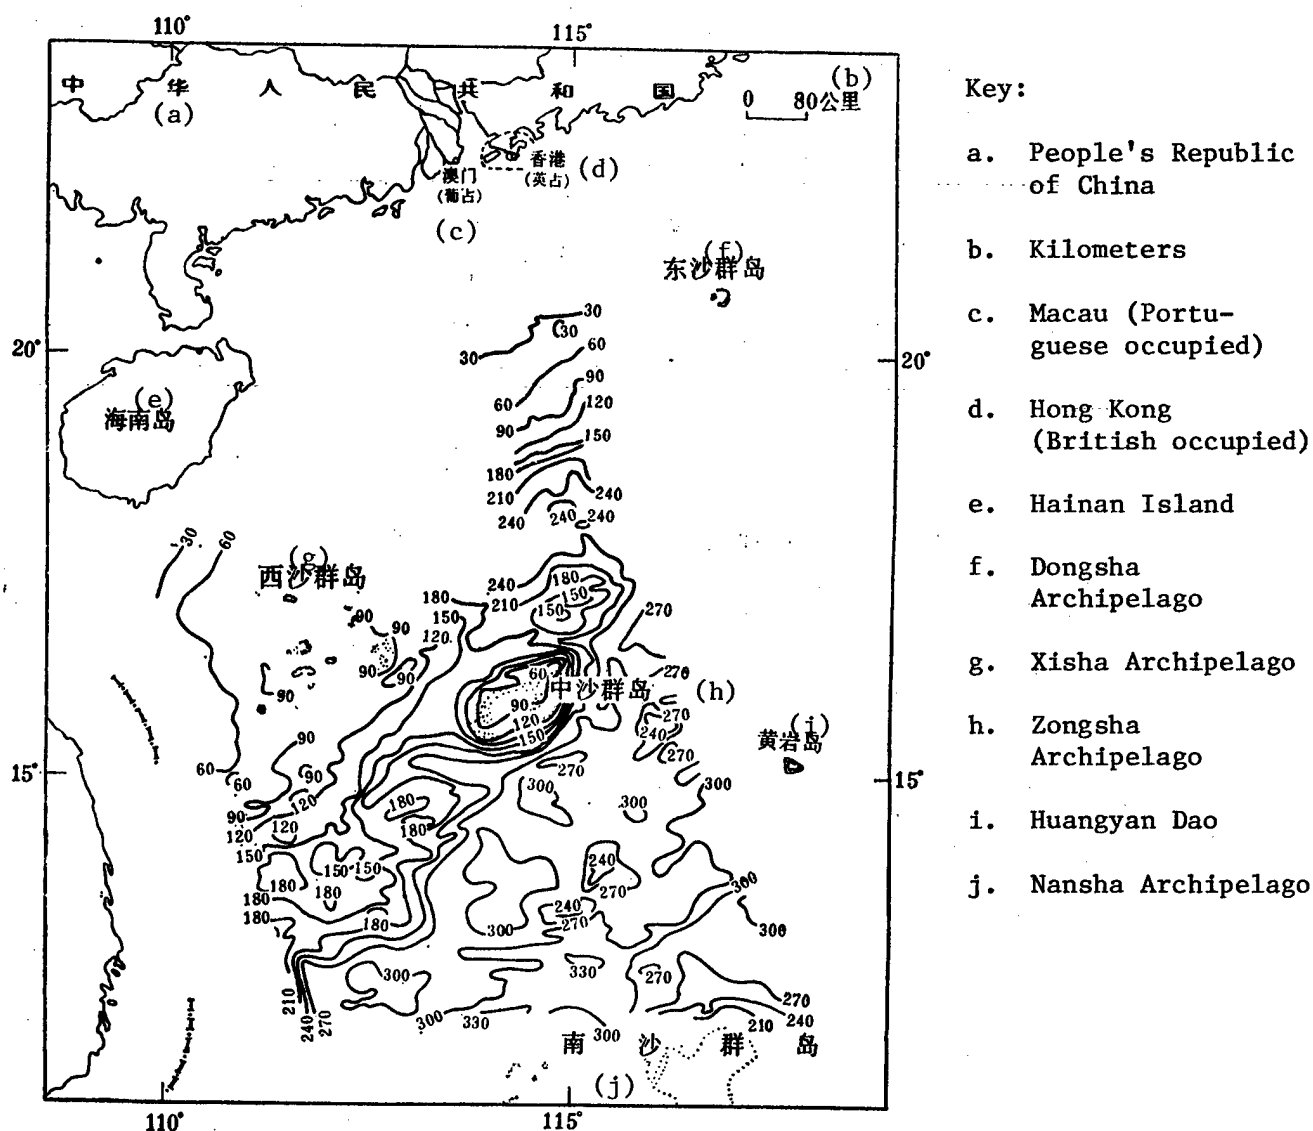 110°
115°
中 华 人 民 共 和 国
(a)
(b)
0 80公里
香港
(英占)
(d)
澳门
(葡占)
(c)
(f)
东沙群岛
20°
20°
(e)
海南岛
30
30
30
60
90
60
120
90
150
180
210
240
240
240
240
30
60
(g)
西沙群岛
240
180
210
150
150
270
180
150
120
90
90
90
90
90
270
60
中沙群岛
(h)
90
120
150
270
240
270
(i)
黄岩岛
15°
15°
90
60
60
90
120
270
300
300
300
90
120
120
150
180
180
150
150
180
180
180
180
180
240
270
240
270
300
300
300
300
330
270
270
240
210
210
240
270
300
330
300
南 沙 群 岛
(j)
110°
115°
Key:
a. People's Republic
of China
b. Kilometers
c. Macau (Portu-
guese occupied)
d. Hong Kong
(British occupied)
e. Hainan Island
f. Dongsha
Archipelago
g. Xisha Archipelago
h. Zongsha
Archipelago
i. Huangyan Dao
j. Nansha Archipelago